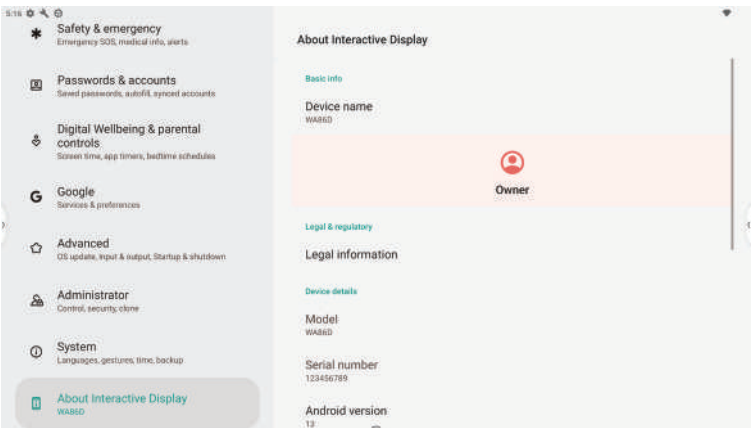 5:16
Safety & emergency
Emergency SOS, medical info, alerts
Passwords & accounts
Saved passwords, autofill, synced accounts
Digital Wellbeing & parental
controls
Screen time, app timers, bedtime schedules
Google
Services & preferences
Advanced
OS update, Input & output, Startup & shutdown
Administrator
Control, security, clone
System
Languages, gestures, time, backup
About Interactive Display
WA86D
About Interactive Display
Basic info
Device name
WA86D
Owner
Legal & regulatory
Legal information
Device details
Model
WA86D
Serial number
123456789
Android version
13